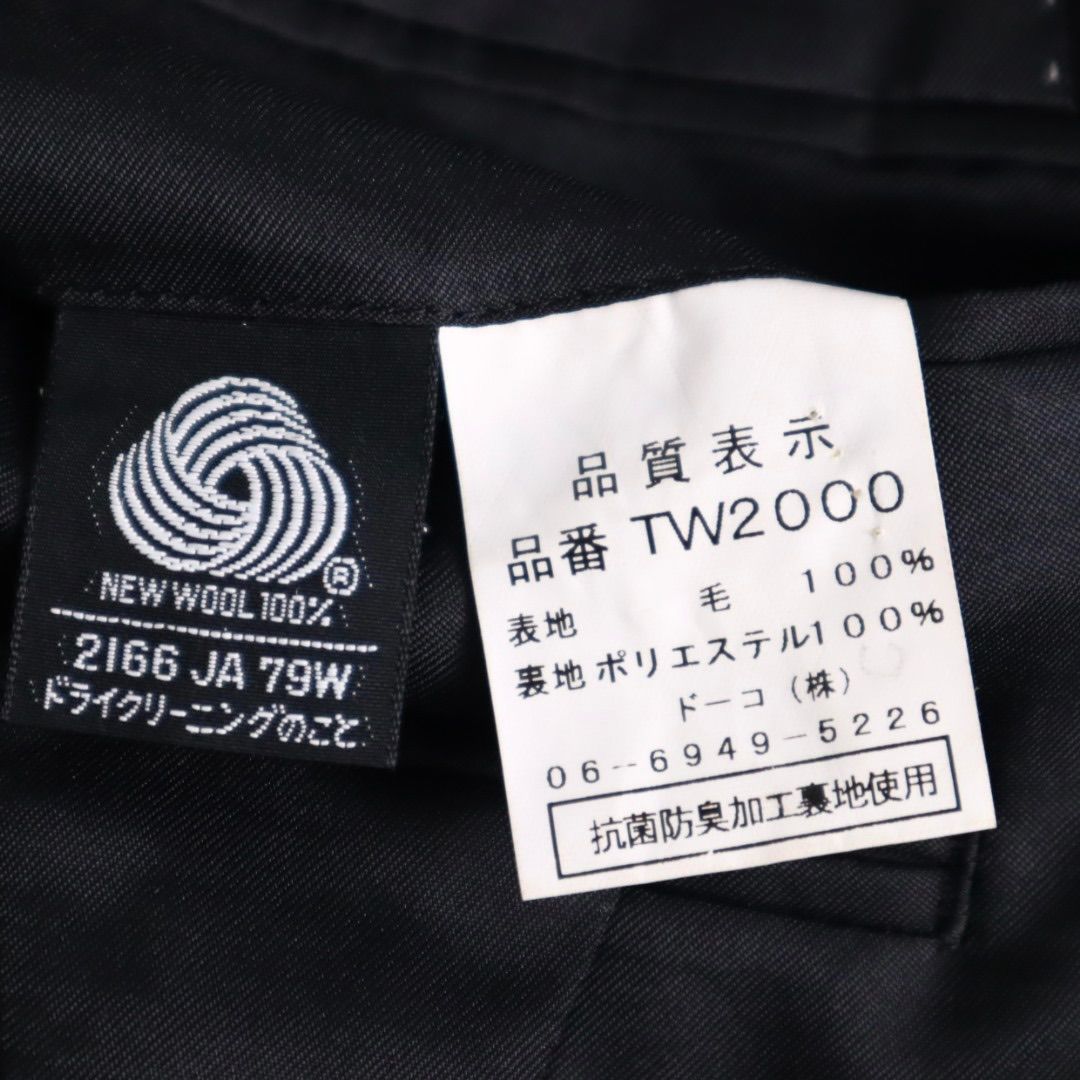 ®
NEW WOOL 100%
2166 JA 79W
ドライクリーニングのこと
品質表示
品番 TW2000
表地 毛 100%
裏地 ポリエステル100%
ドーコ(株)
06-6949-5226
抗菌防臭加工裏地使用